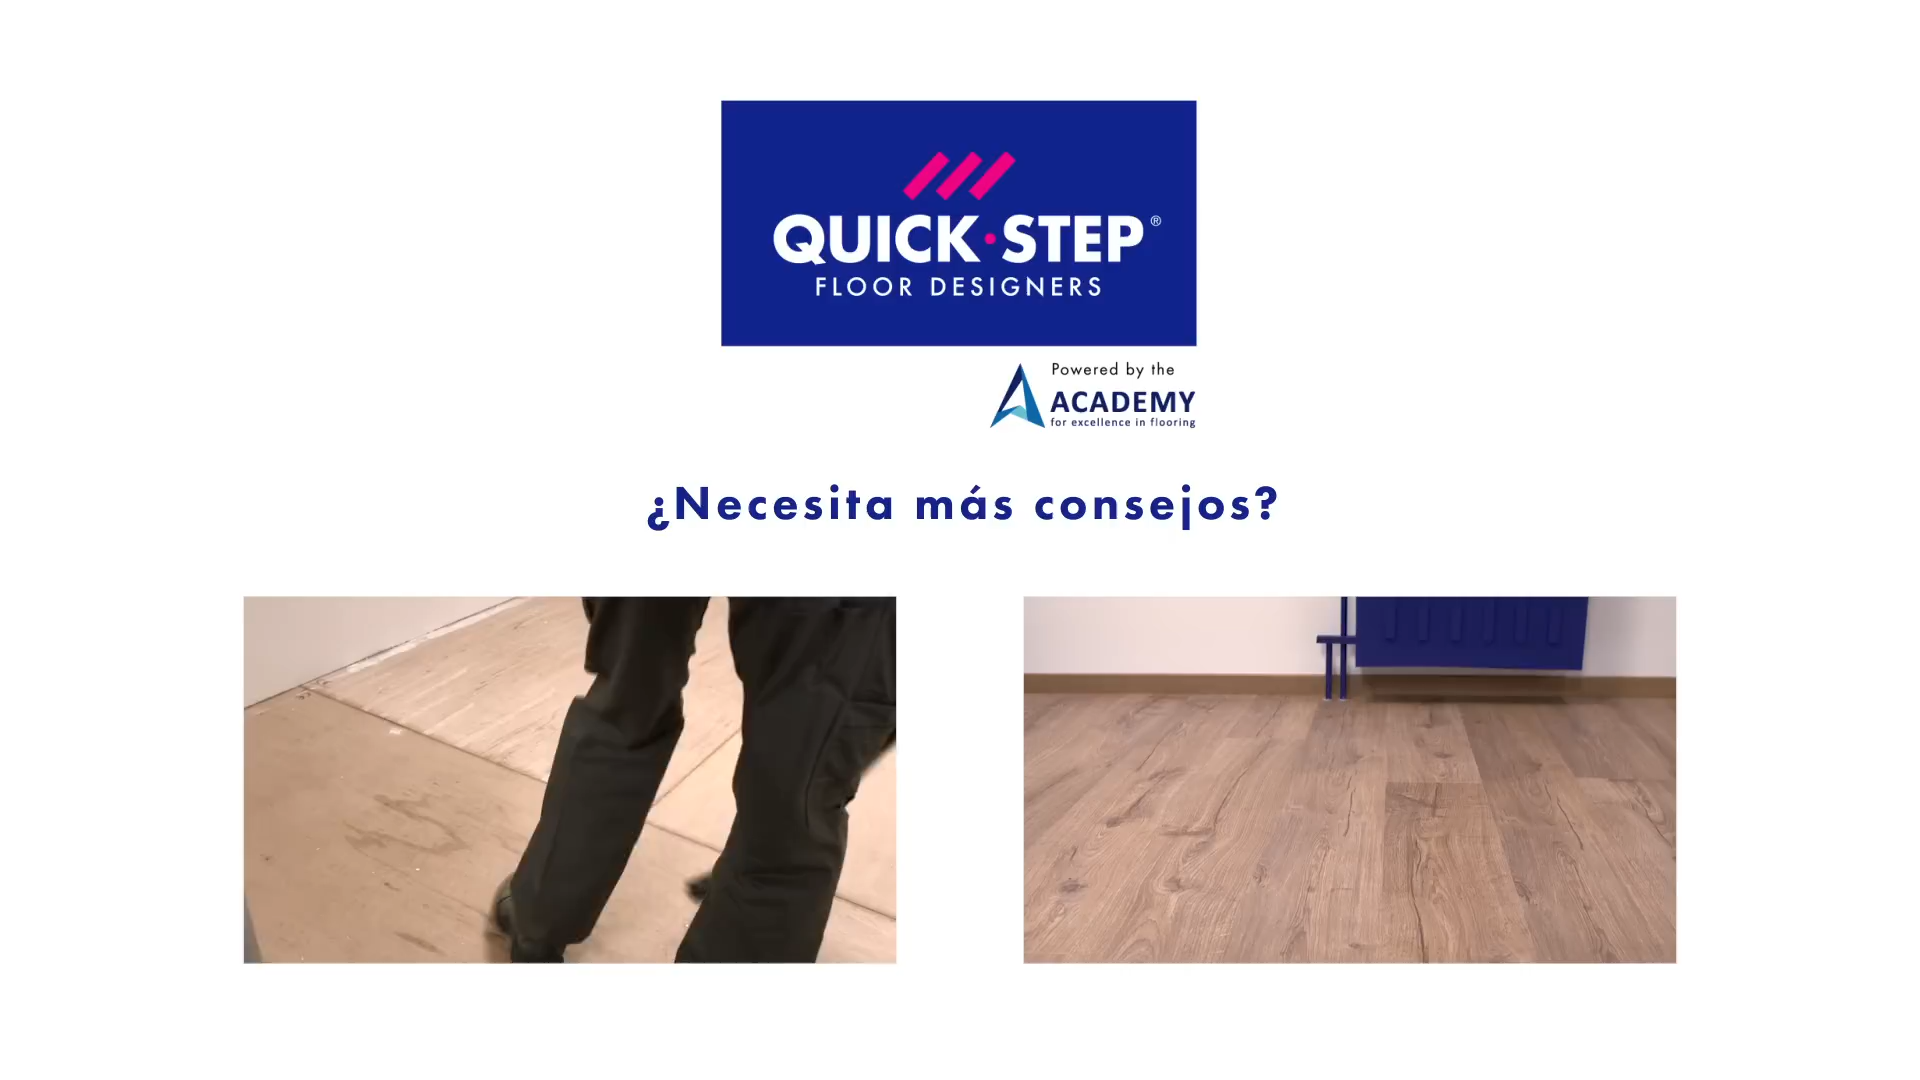 QUICK·STEP®
FLOOR DESIGNERS
Powered by the
ACADEMY
for excellence in flooring
¿Necesita más consejos?